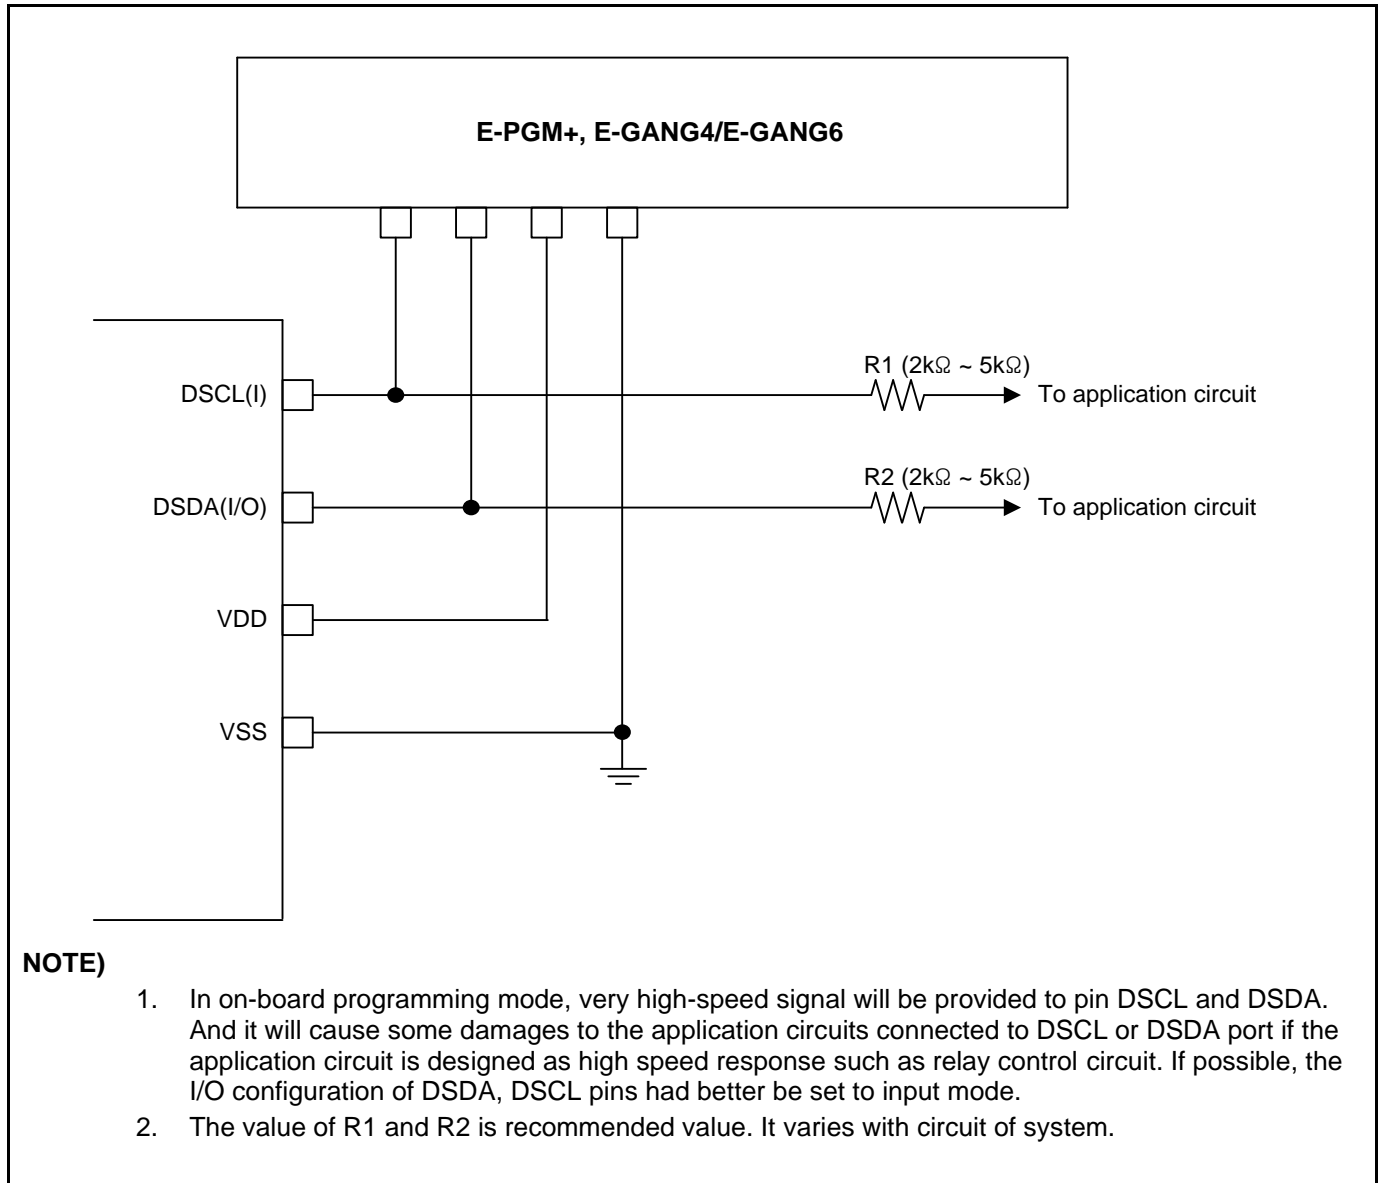 E-PGM+, E-GANG4/E-GANG6
R1 (2kΩ ~ 5kΩ)
DSCL(I)
To application circuit
R2 (2kΩ ~ 5kΩ)
DSDA(I/O)
To application circuit
VDD
VSS
NOTE)
1. In on-board programming mode, very high-speed signal will be provided to pin DSCL and DSDA.
And it will cause some damages to the application circuits connected to DSCL or DSDA port if the
application circuit is designed as high speed response such as relay control circuit. If possible, the
I/O configuration of DSDA, DSCL pins had better be set to input mode.
2. The value of R1 and R2 is recommended value. It varies with circuit of system.